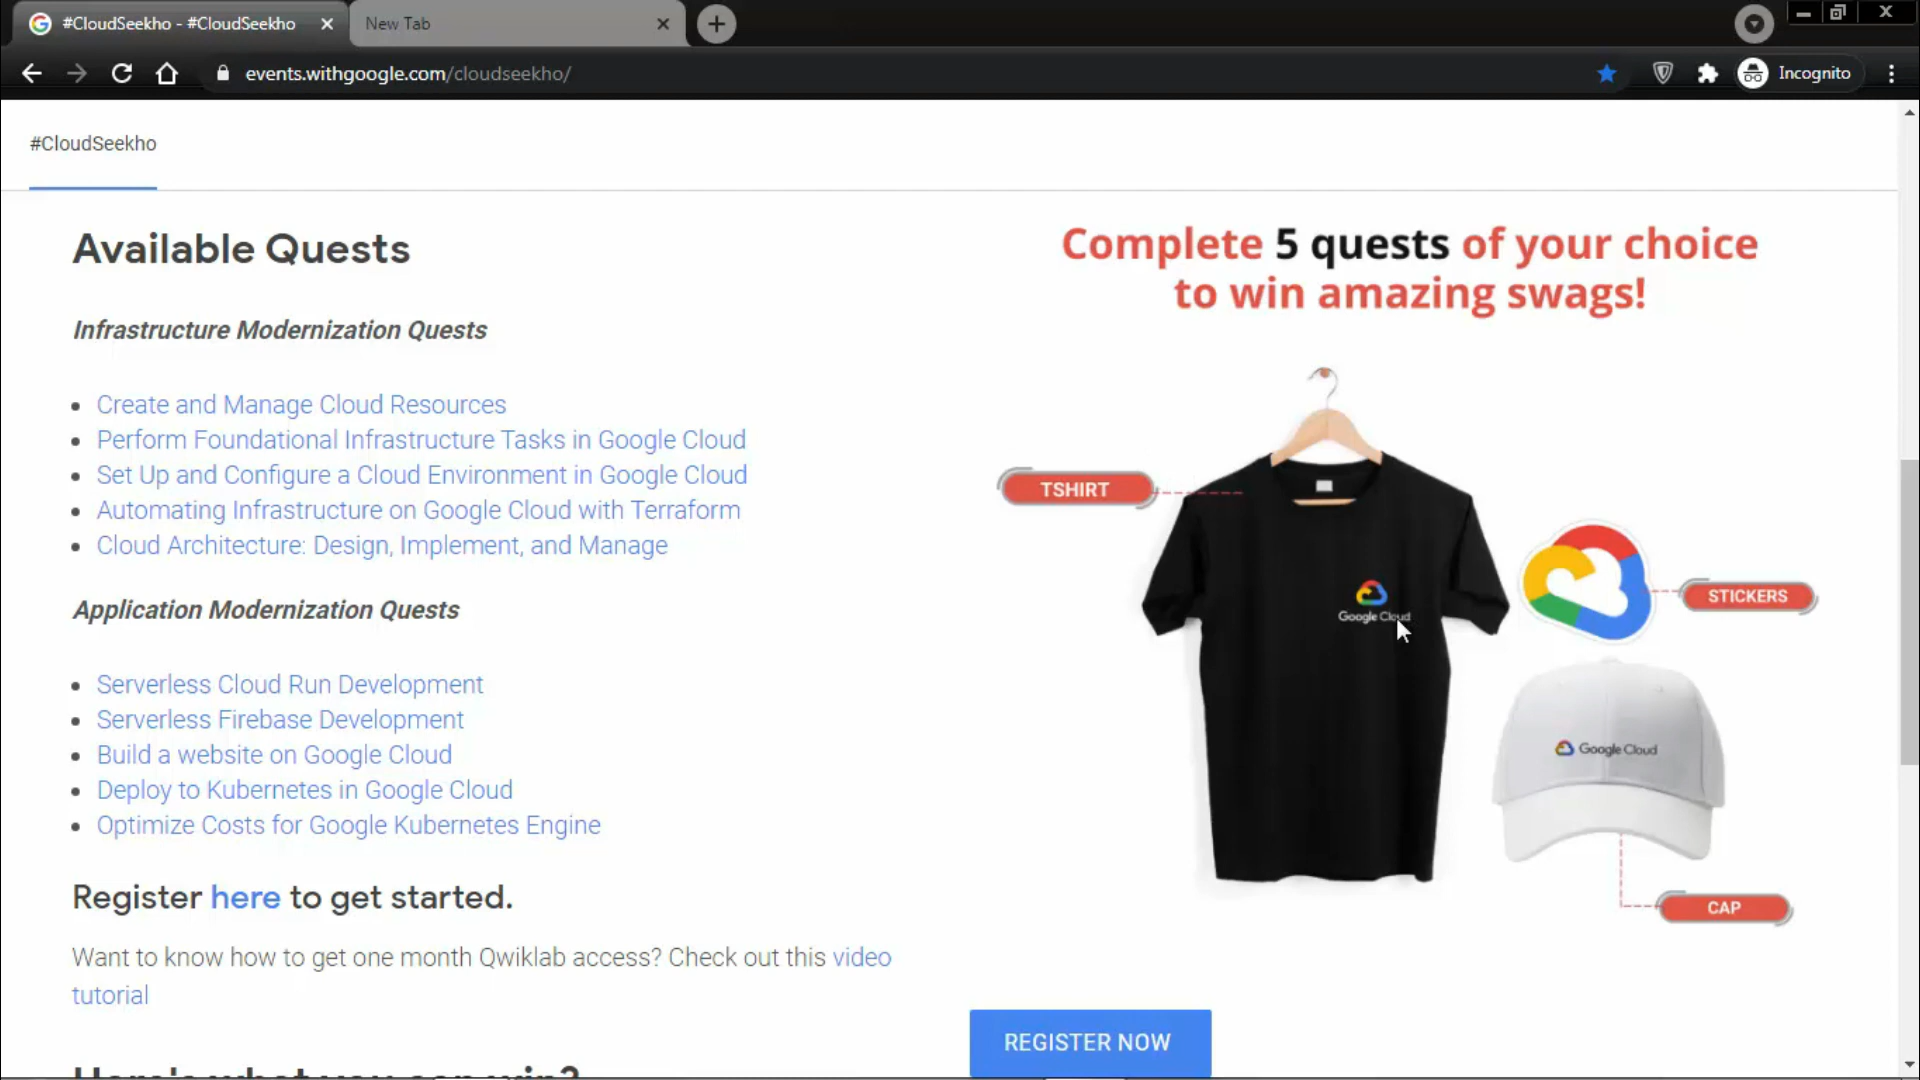 #CloudSeekho - #CloudSeekho
New Tab
events.withgoogle.com/cloudseekho/
Incognito
#CloudSeekho
Available Quests
Infrastructure Modernization Quests
Create and Manage Cloud Resources
Perform Foundational Infrastructure Tasks in Google Cloud
Set Up and Configure a Cloud Environment in Google Cloud
Automating Infrastructure on Google Cloud with Terraform
Cloud Architecture: Design, Implement, and Manage
Application Modernization Quests
Serverless Cloud Run Development
Serverless Firebase Development
Build a website on Google Cloud
Deploy to Kubernetes in Google Cloud
Optimize Costs for Google Kubernetes Engine
Register here to get started.
Want to know how to get one month Qwiklab access? Check out this video
tutorial
Here's what you can win?
Complete 5 quests of your choice
to win amazing swags!
TSHIRT
Google Cloud
STICKERS
Google Cloud
CAP
REGISTER NOW